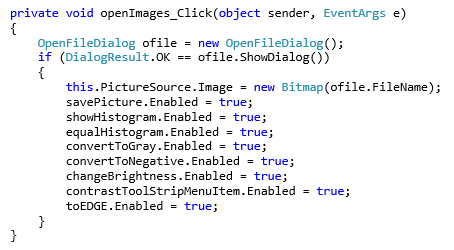 private void openImages_Click(object sender, EventArgs e)
{
    OpenFileDialog ofile = new OpenFileDialog();
    if (DialogResult.OK == ofile.ShowDialog())
    {
        this.PictureSource.Image = new Bitmap(ofile.FileName);
        savePicture.Enabled = true;
        showHistogram.Enabled = true;
        equalHistogram.Enabled = true;
        convertToGray.Enabled = true;
        convertToNegative.Enabled = true;
        changeBrightness.Enabled = true;
        contrastToolStripMenuItem.Enabled = true;
        toEDGE.Enabled = true;
    }
}